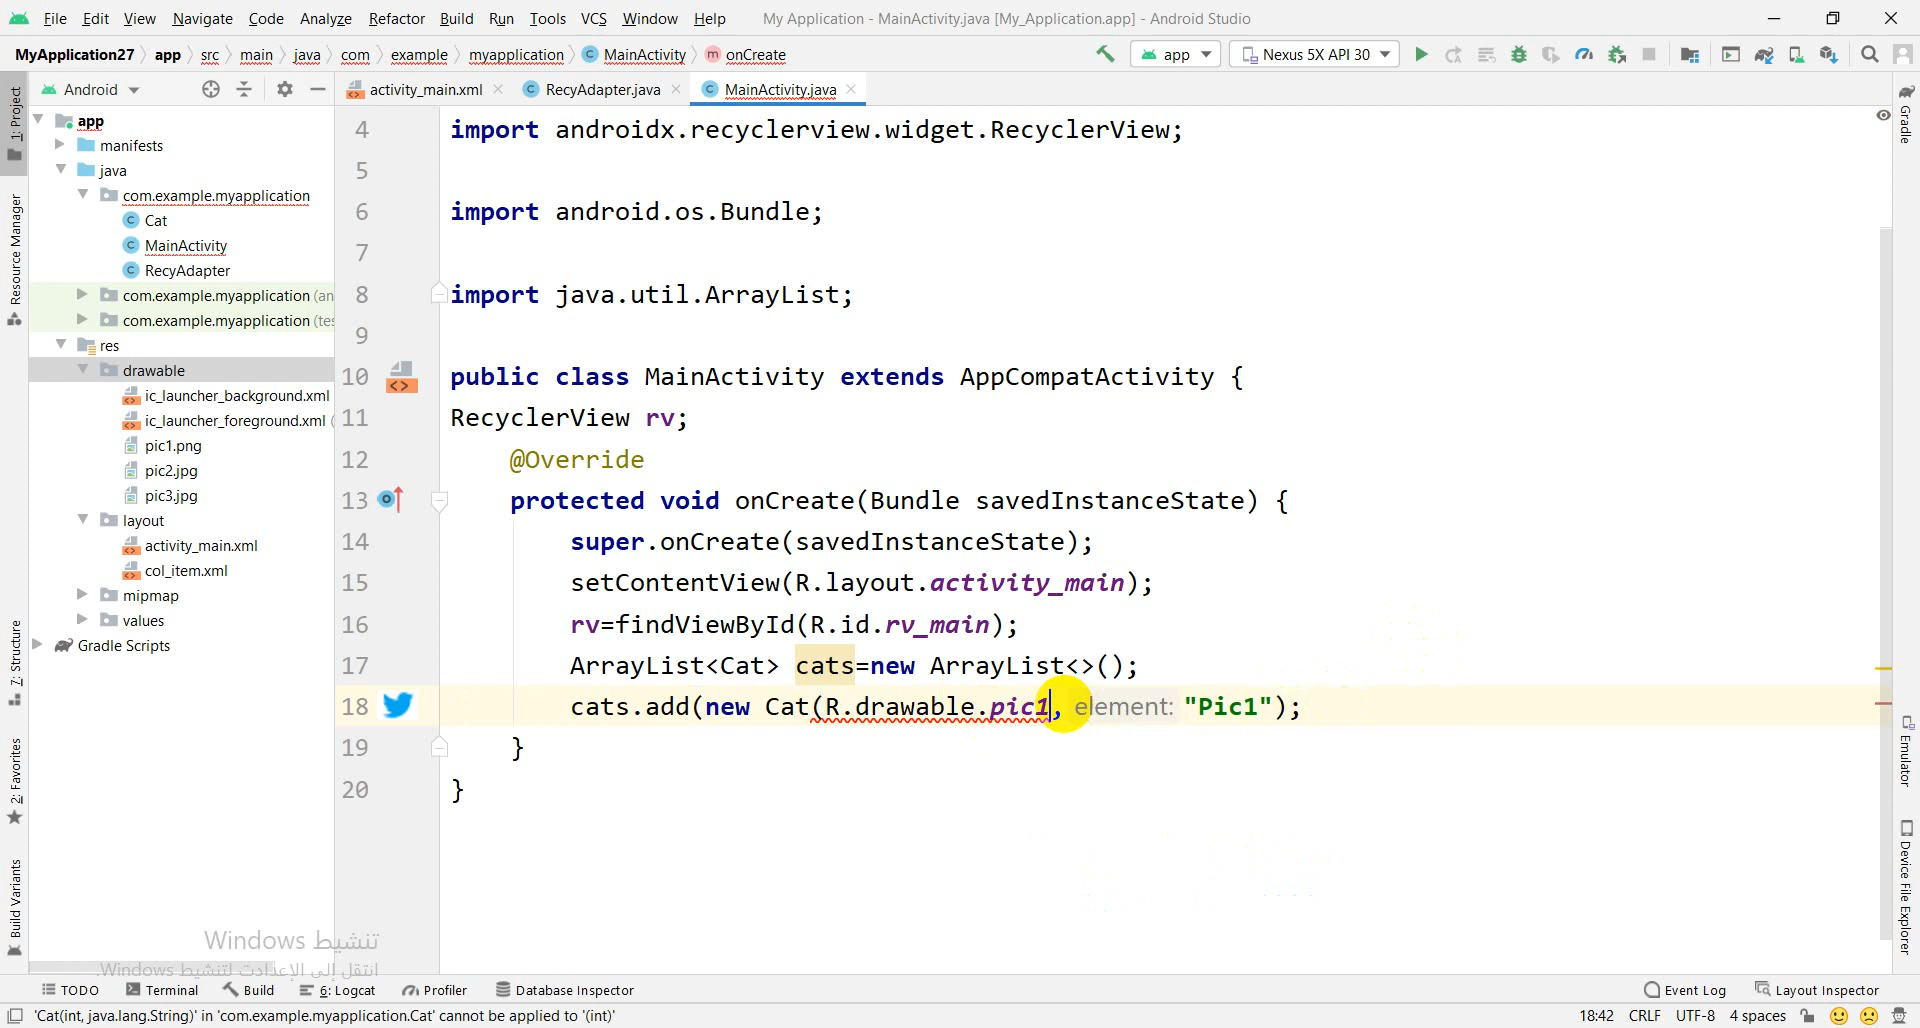 File Edit View Navigate Code Analyze Refactor Build Run Tools VCS Window Help My Application - MainActivity.java [My_Application.app] - Android Studio
MyApplication27 app src main java com example myapplication MainActivity onCreate app Nexus 5X API 30
Android activity_main.xml RecyAdapter.java MainActivity.java
1: Project
Resource Manager
7: Structure
2: Favorites
Build Variants
app
manifests
java
com.example.myapplication
Cat
MainActivity
RecyAdapter
com.example.myapplication (an
com.example.myapplication (tes
res
drawable
ic_launcher_background.xml
ic_launcher_foreground.xml (
pic1.png
pic2.jpg
pic3.jpg
layout
activity_main.xml
col_item.xml
mipmap
values
Gradle Scripts
4 import androidx.recyclerview.widget.RecyclerView;
5
6 import android.os.Bundle;
7
8 import java.util.ArrayList;
9
10 public class MainActivity extends AppCompatActivity {
11 RecyclerView rv;
12 @Override
13 protected void onCreate(Bundle savedInstanceState) {
14 super.onCreate(savedInstanceState);
15 setContentView(R.layout.activity_main);
16 rv=findViewById(R.id.rv_main);
17 ArrayList<Cat> cats=new ArrayList<>();
18 cats.add(new Cat(R.drawable.pic1, element: "Pic1");
19 }
20 }
Gradle
Emulator
Device File Explorer
تنشيط Windows
انتقل إلى الإعدادت لتنشيط Windows.
TODO Terminal Build 6: Logcat Profiler Database Inspector Event Log Layout Inspector
'Cat(int, java.lang.String)' in 'com.example.myapplication.Cat' cannot be applied to '(int)' 18:42 CRLF UTF-8 4 spaces